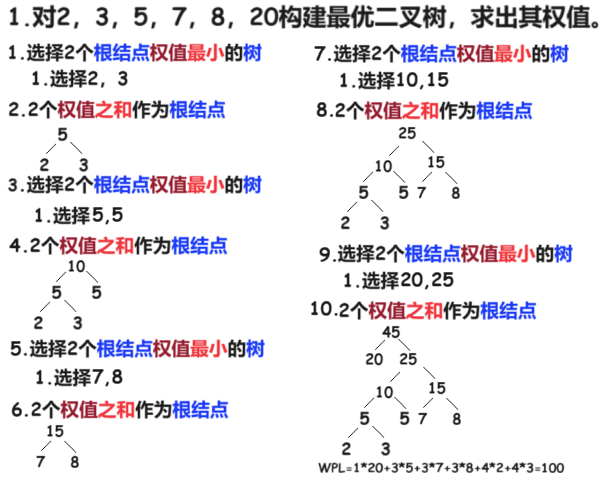 1.对2，3，5，7，8，20构建最优二叉树，求出其权值。
1.选择2个根结点权值最小的树
1.选择2，3
2.2个权值之和作为根结点
5
2 3
3.选择2个根结点权值最小的树
1.选择5,5
4.2个权值之和作为根结点
10
5 5
2 3
5.选择2个根结点权值最小的树
1.选择7,8
6.2个权值之和作为根结点
15
7 8
7.选择2个根结点权值最小的树
1.选择10,15
8.2个权值之和作为根结点
25
10 15
5 5 7 8
2 3
9.选择2个根结点权值最小的树
1.选择20,25
10.2个权值之和作为根结点
45
20 25
10 15
5 5 7 8
2 3
WPL=1*20+3*5+3*7+3*8+4*2+4*3=100